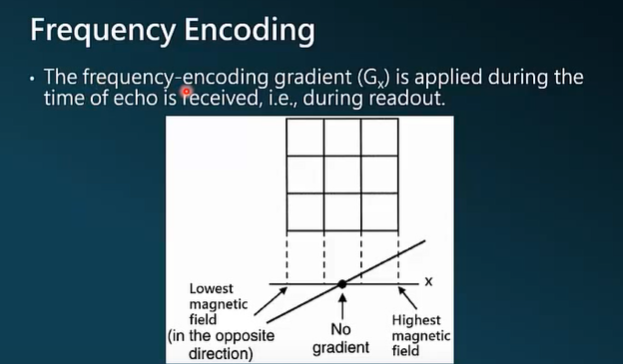 Frequency Encoding
• The frequency-encoding gradient (Gx) is applied during the
time of echo is received, i.e., during readout.
x
Lowest
magnetic
field
(in the opposite
direction)
No
gradient
Highest
magnetic
field